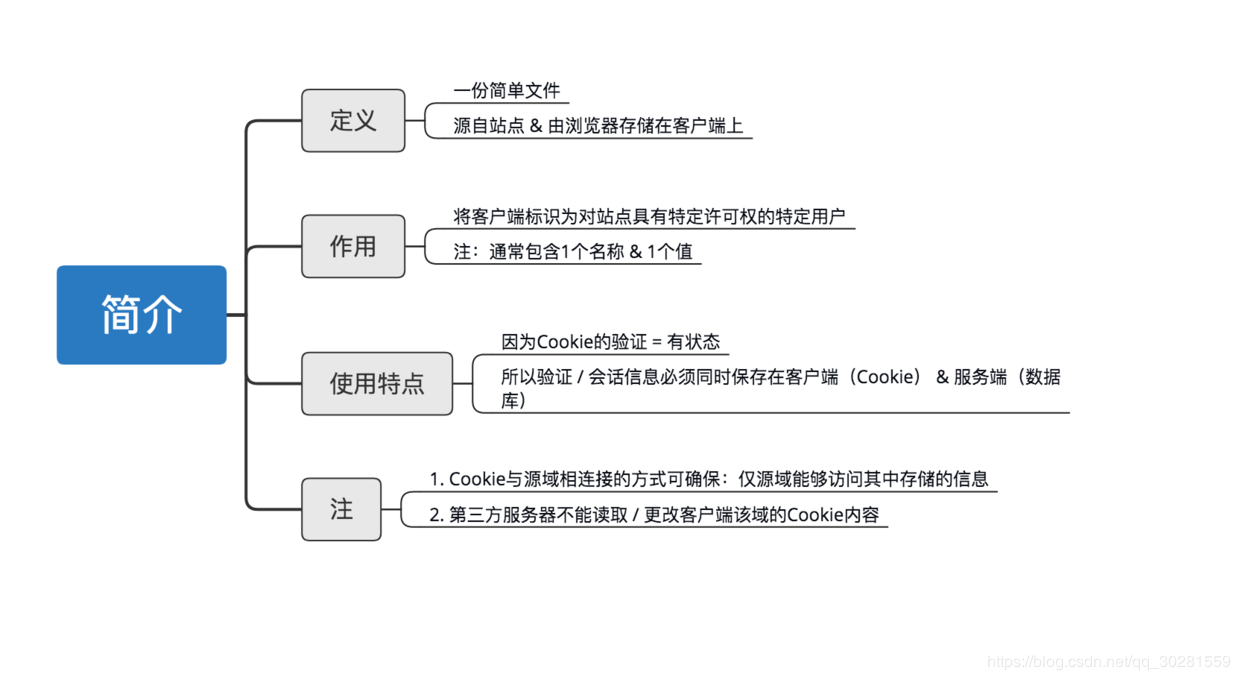 简介
定义
一份简单文件
源自站点 & 由浏览器存储在客户端上
作用
将客户端标识为对站点具有特定许可权的特定用户
注：通常包含1个名称 & 1个值
使用特点
因为Cookie的验证 = 有状态
所以验证 / 会话信息必须同时保存在客户端（Cookie） & 服务端（数据
库）
注
1. Cookie与源域相连接的方式可确保：仅源域能够访问其中存储的信息
2. 第三方服务器不能读取 / 更改客户端该域的Cookie内容
https://blog.csdn.net/qq_30281559